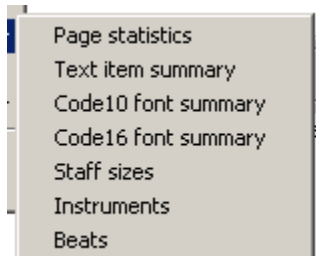 Page statistics
Text item summary
Code10 font summary
Code16 font summary
Staff sizes
Instruments
Beats